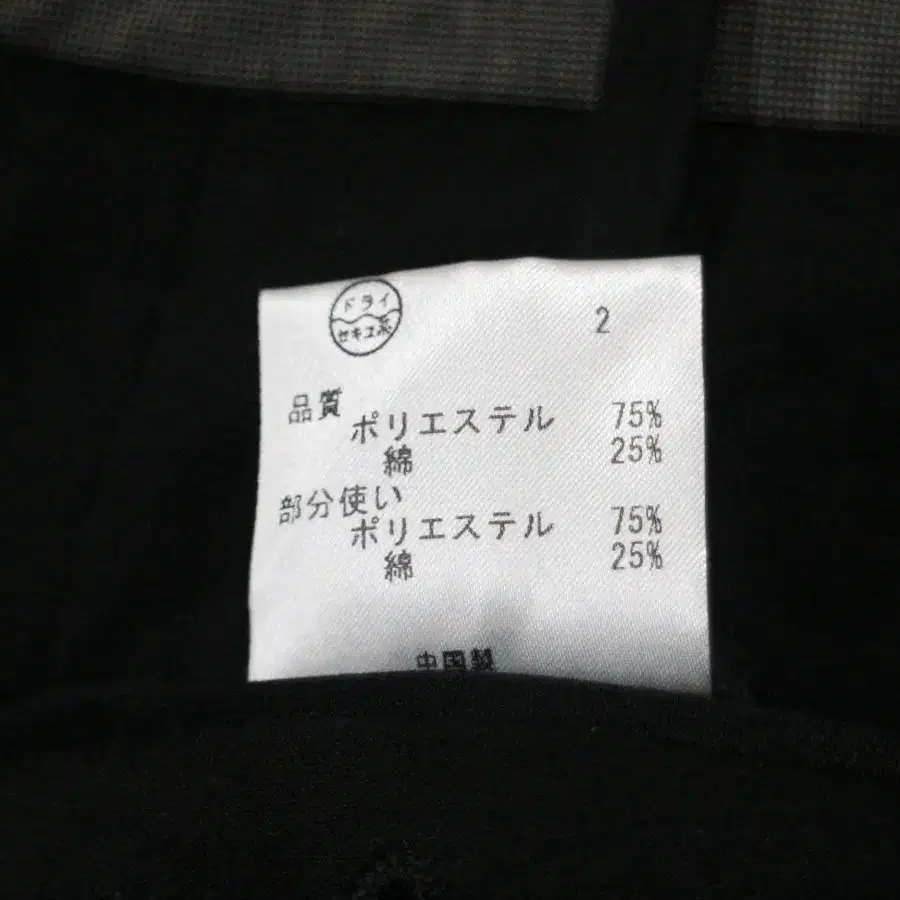 ドライ
セキユ系
2
品質
ポリエステル 75%
綿 25%
部分使い
ポリエステル 75%
綿 25%
中国製